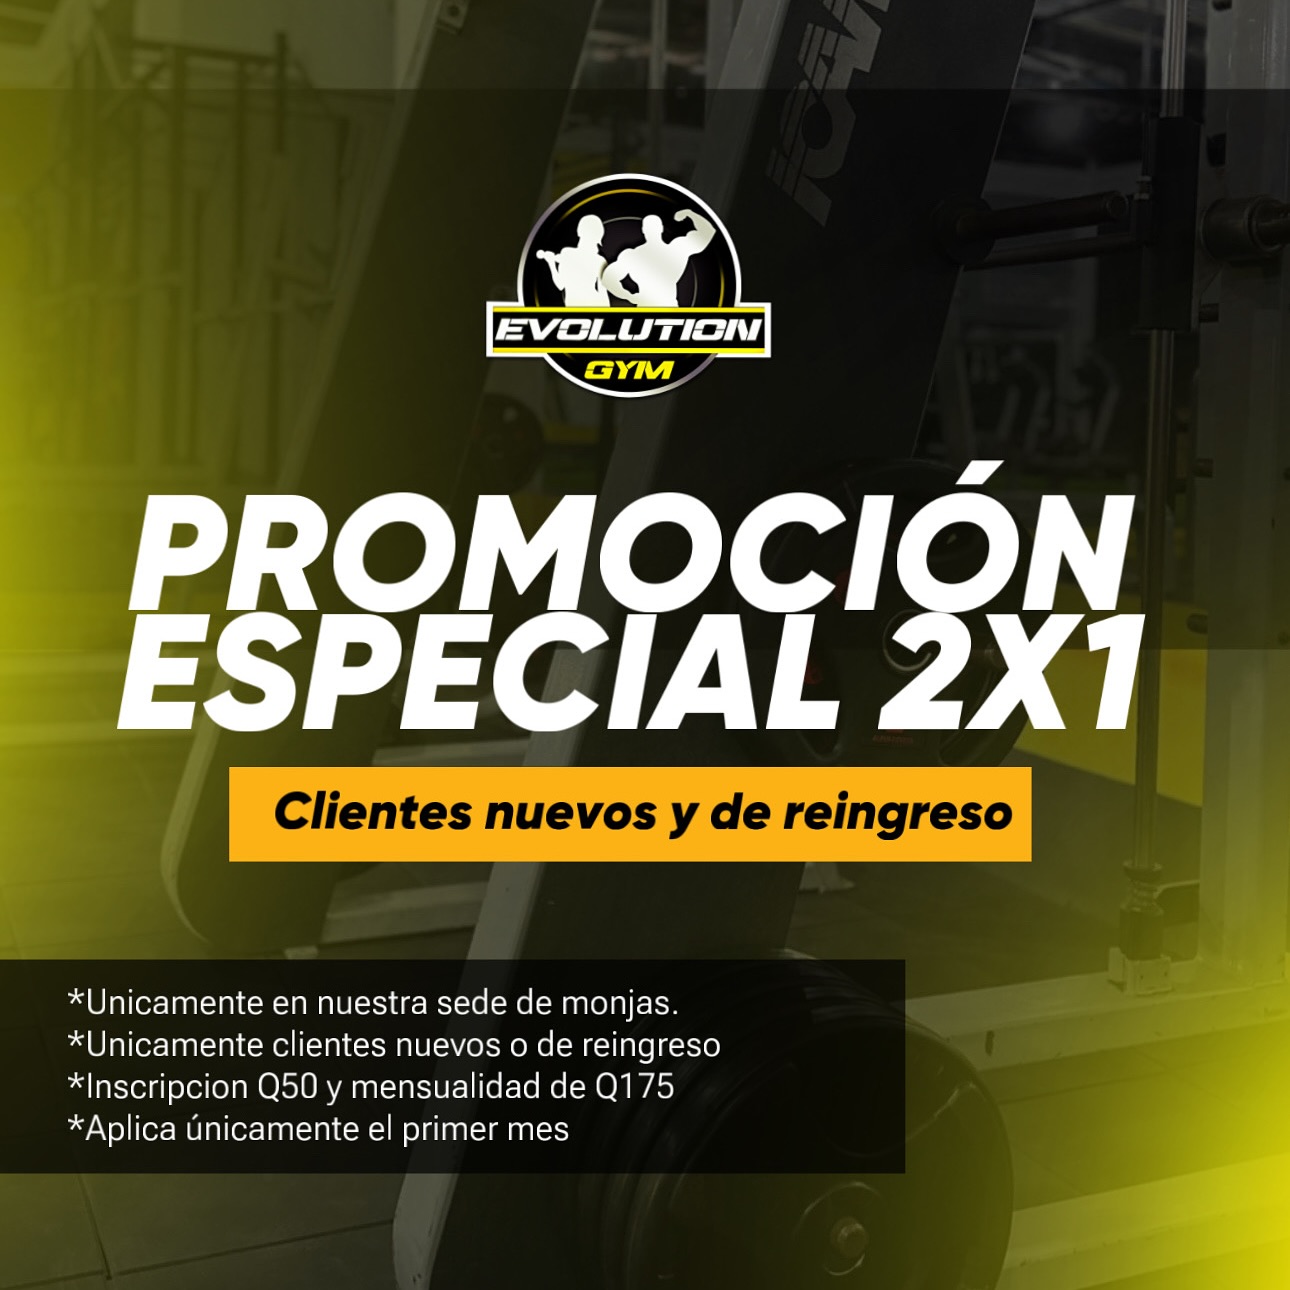 EVOLUTION
GYM
PROMOCIÓN
ESPECIAL 2X1
Clientes nuevos y de reingreso
*Unicamente en nuestra sede de monjas.
*Unicamente clientes nuevos o de reingreso
*Inscripcion Q50 y mensualidad de Q175
*Aplica únicamente el primer mes